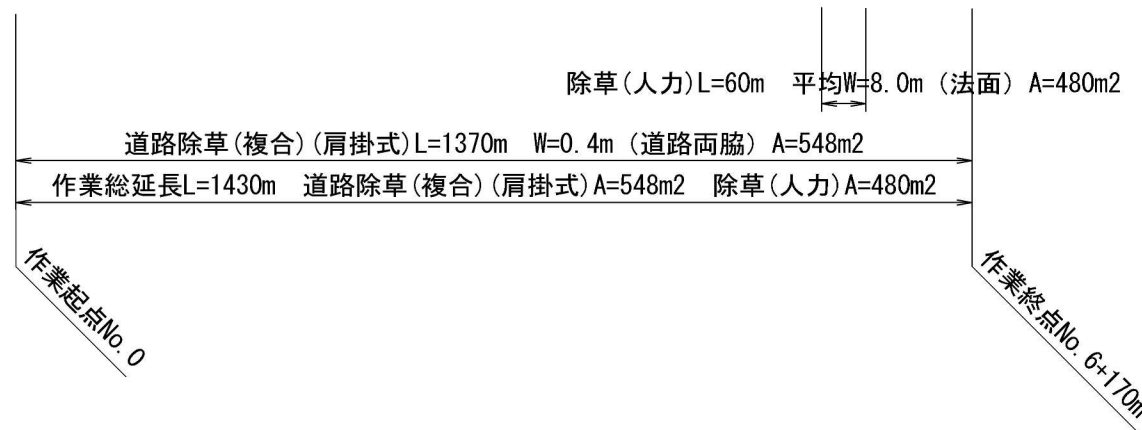 除草(人力)L=60m 平均W=8.0m (法面) A=480m2
道路除草(複合)(肩掛式)L=1370m W=0.4m (道路両脇) A=548m2
作業総延長L=1430m 道路除草(複合)(肩掛式)A=548m2 除草(人力)A=480m2
作業起点No.0
作業終点No.6+170m